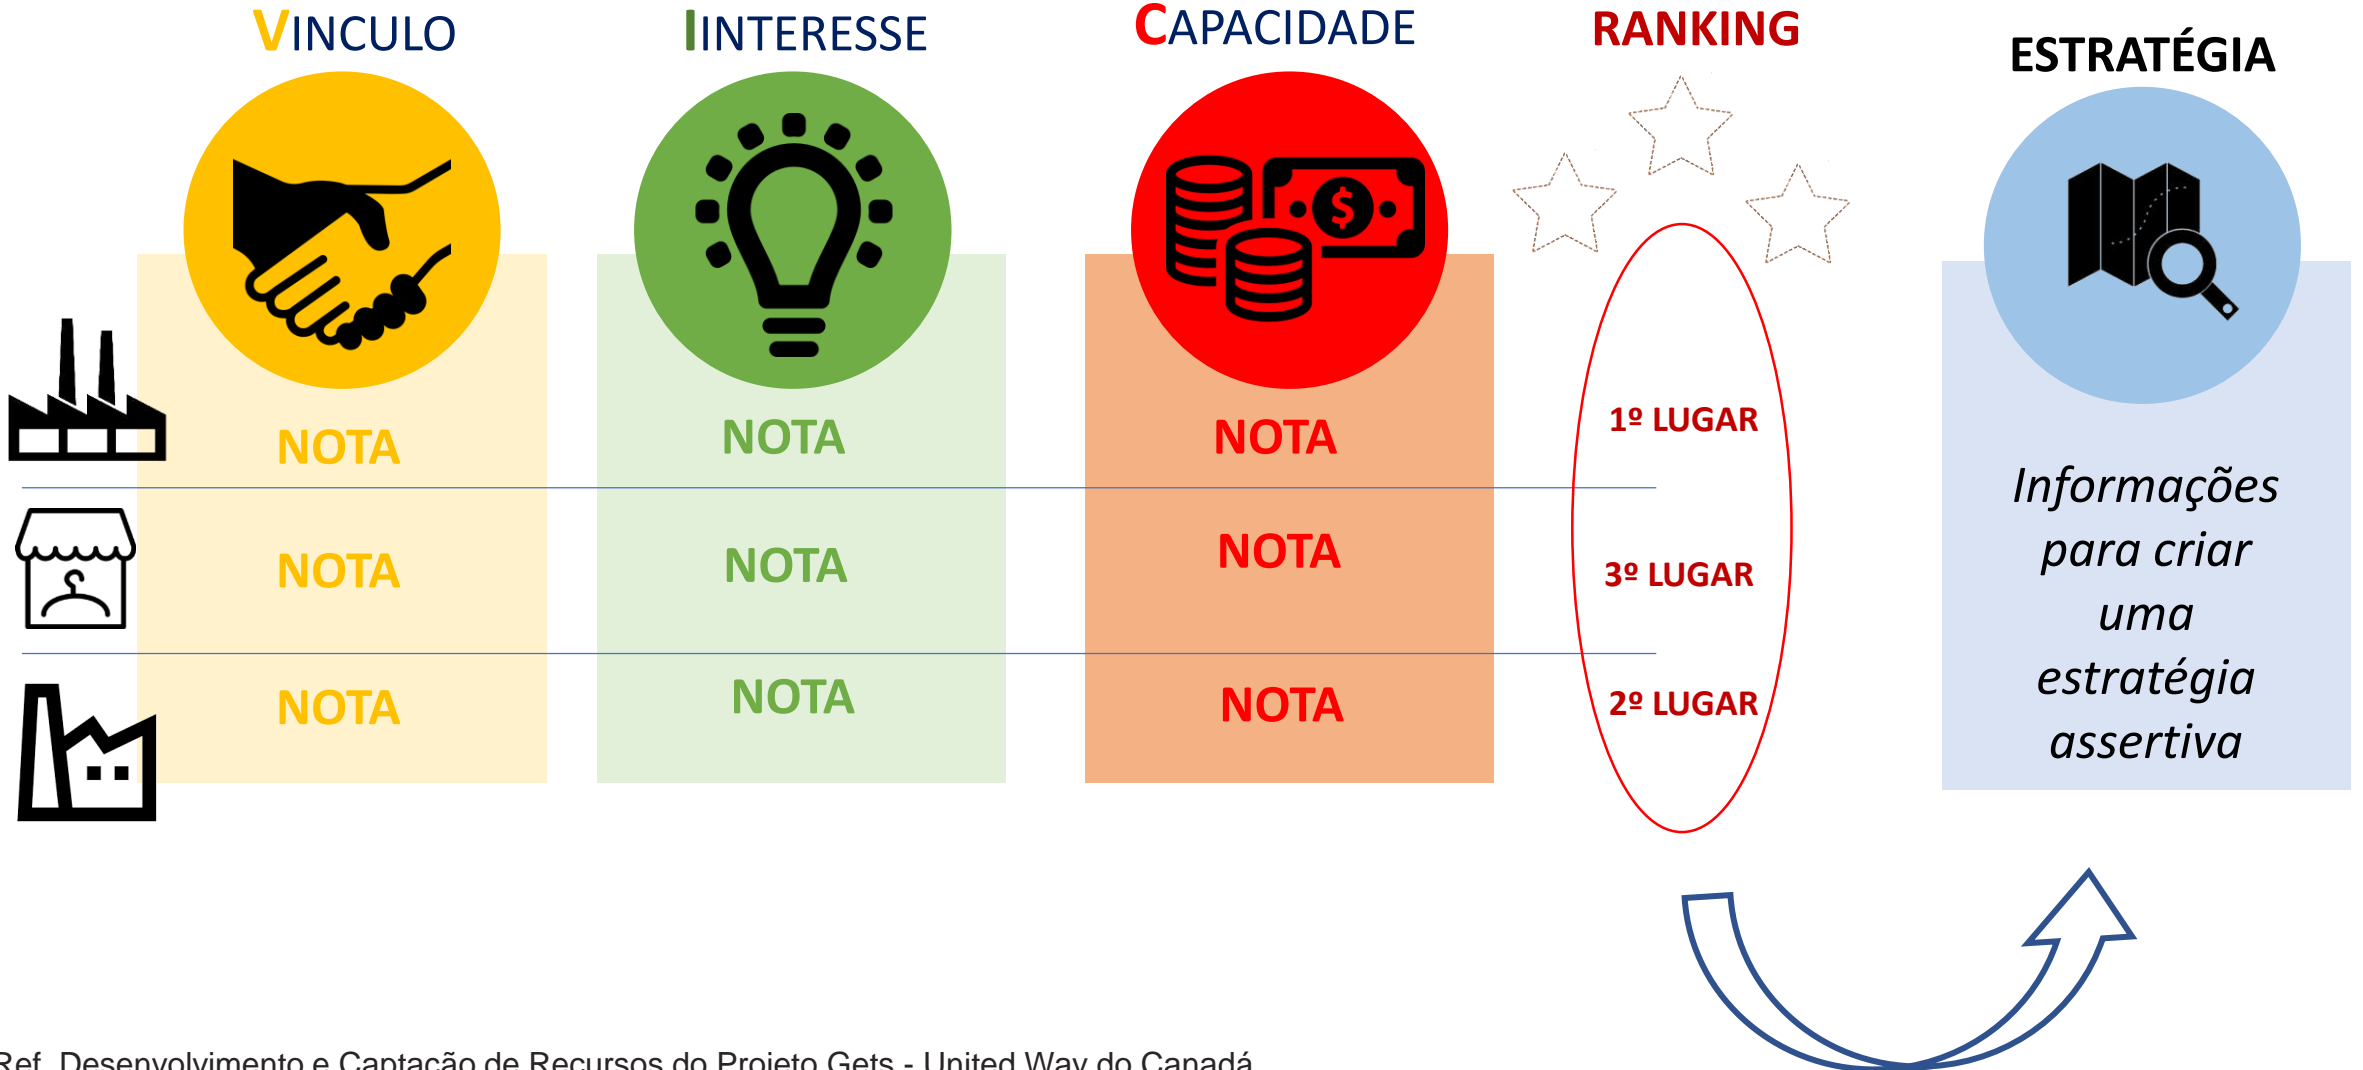 VINCULO
IINTERESSE
CAPACIDADE
RANKING
ESTRATÉGIA
NOTA
NOTA
NOTA
1º LUGAR
NOTA
NOTA
NOTA
3º LUGAR
NOTA
NOTA
NOTA
2º LUGAR
Informações
para criar
uma
estratégia
assertiva
Ref. Desenvolvimento e Captação de Recursos do Projeto Gets - United Way do Canadá